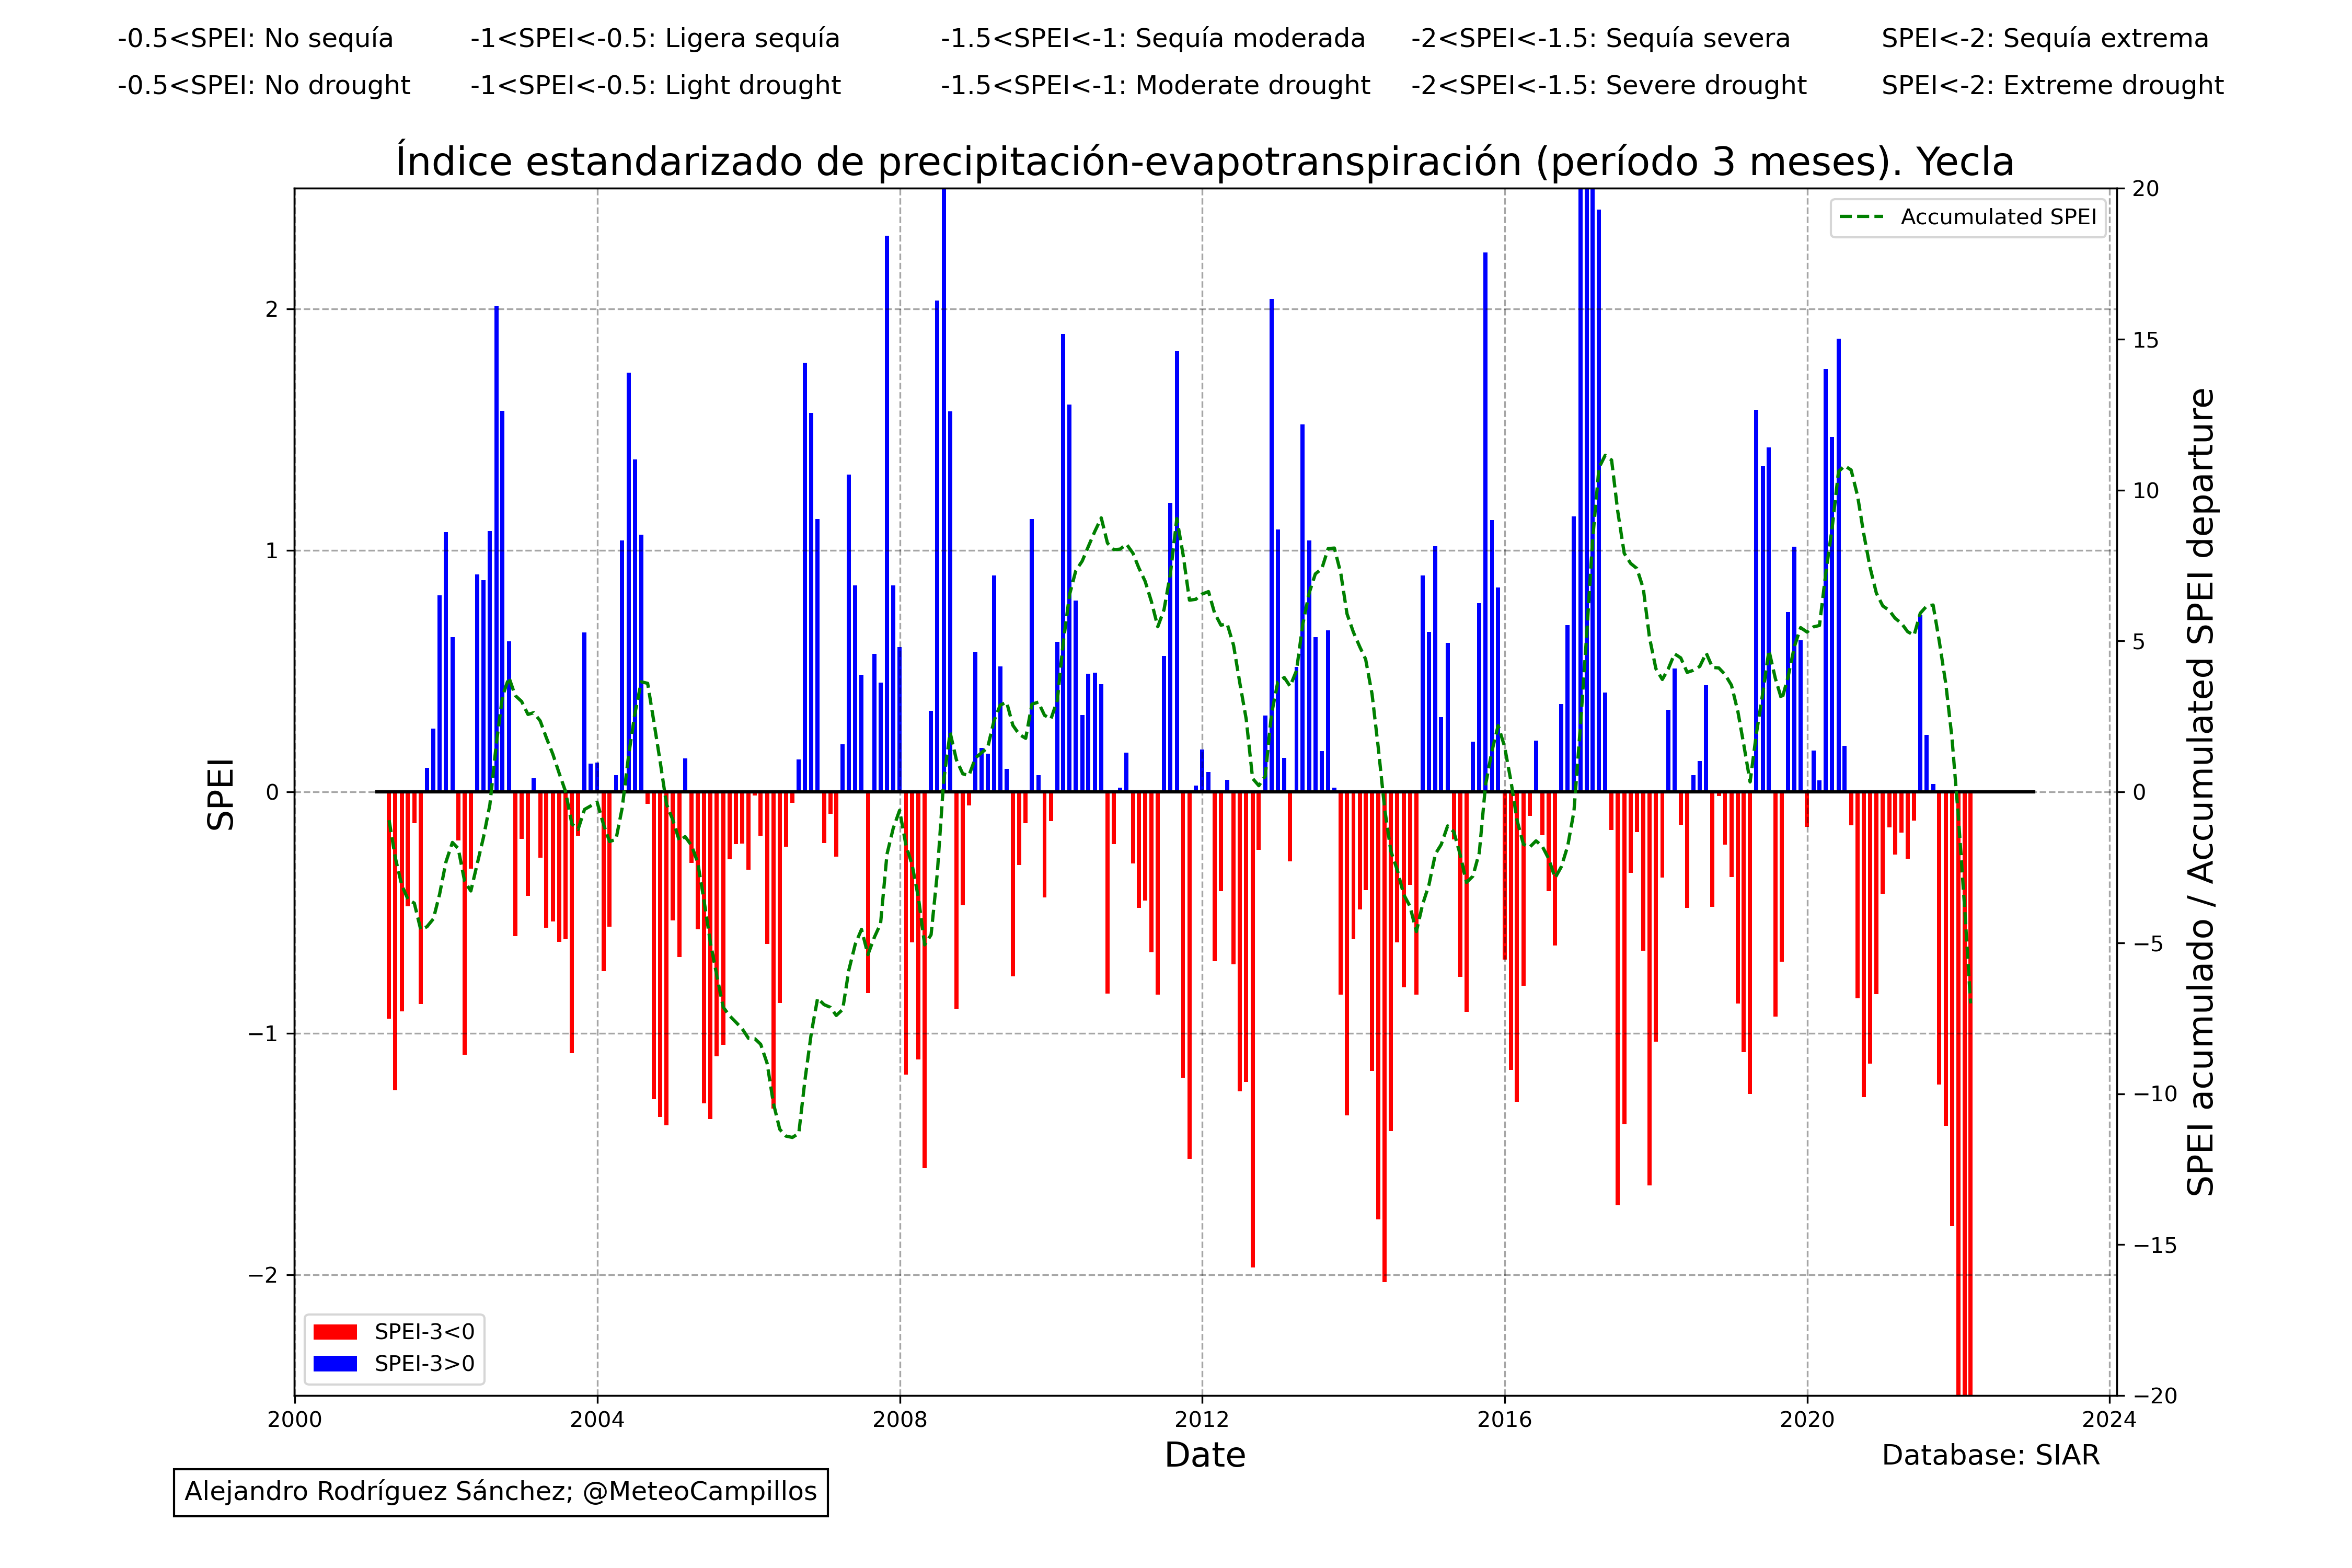 -0.5<SPEI: No sequía -1<SPEI<-0.5: Ligera sequía -1.5<SPEI<-1: Sequía moderada -2<SPEI<-1.5: Sequía severa SPEI<-2: Sequía extrema
-0.5<SPEI: No drought -1<SPEI<-0.5: Light drought -1.5<SPEI<-1: Moderate drought -2<SPEI<-1.5: Severe drought SPEI<-2: Extreme drought
Índice estandarizado de precipitación-evapotranspiración (período 3 meses). Yecla
Accumulated SPEI
SPEI
2
1
0
−1
−2
20
15
10
5
0
−5
−10
−15
−20
SPEI acumulado / Accumulated SPEI departure
SPEI-3<0
SPEI-3>0
2000 2004 2008 2012 2016 2020 2024
Date
Database: SIAR
Alejandro Rodríguez Sánchez; @MeteoCampillos